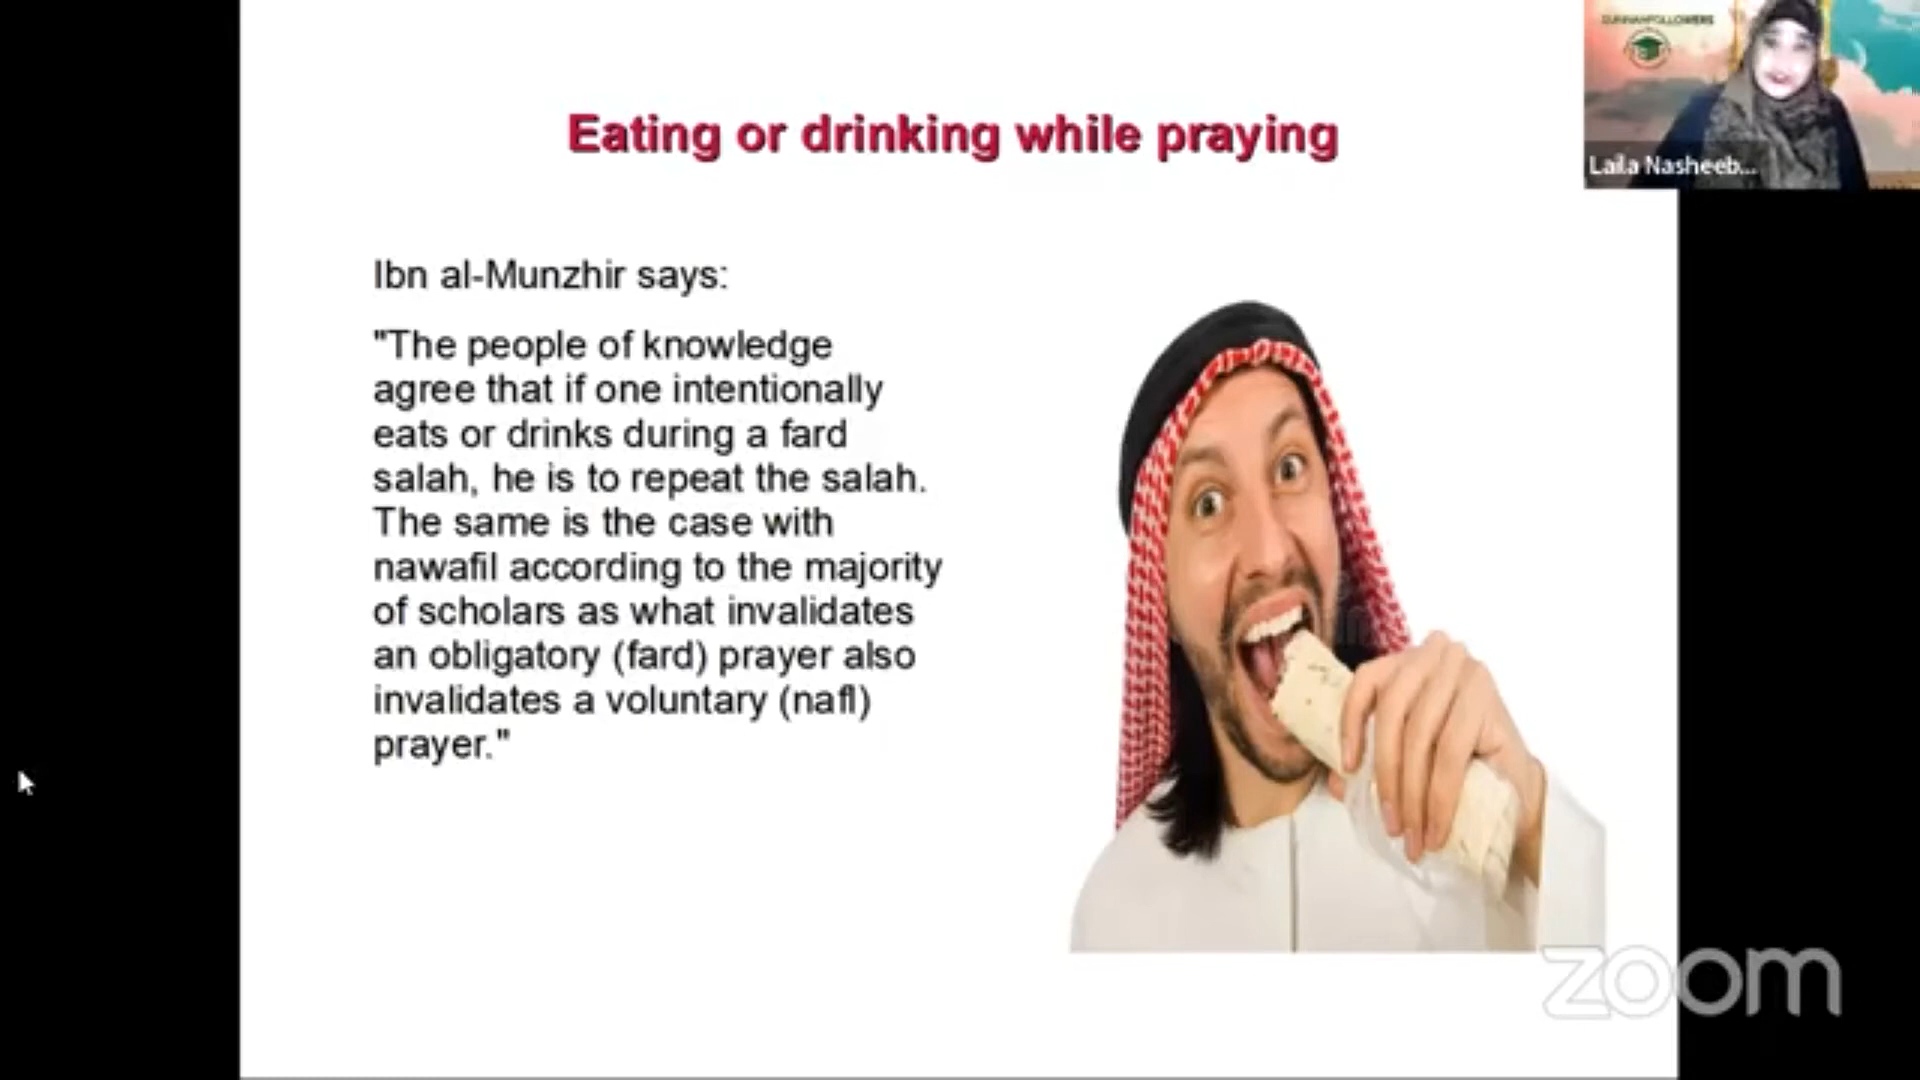 Eating or drinking while praying
SUNNAHFOLLOWERS
Laila Nasheeb...
Ibn al-Munzhir says:
"The people of knowledge
agree that if one intentionally
eats or drinks during a fard
salah, he is to repeat the salah.
The same is the case with
nawafil according to the majority
of scholars as what invalidates
an obligatory (fard) prayer also
invalidates a voluntary (nafl)
prayer."
zoom